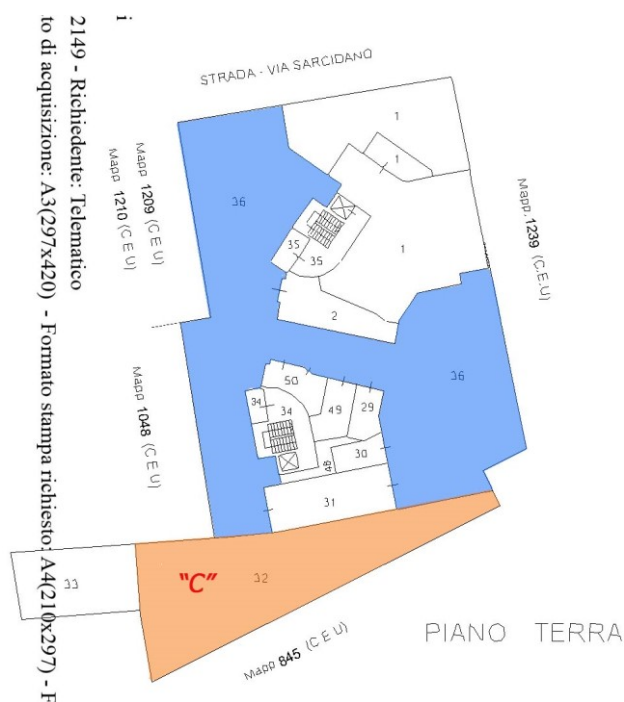 i
2149 - Richiedente: Telematico
to di acquisizione: A3(297x420) - Formato stampa richiesto: A4(210x297) - F
STRADA - VIA SARCIDANO
Mapp 1209 (C E U)
Mapp 1210 (C E U)
Mapp. 1239 (C.E.U)
1
1
36
1
35
35
2
36
50
34
34
49
29
48
30
31
Mapp 1048 (C E U)
33
"C"
32
Mapp 845 (C E U)
PIANO TERRA